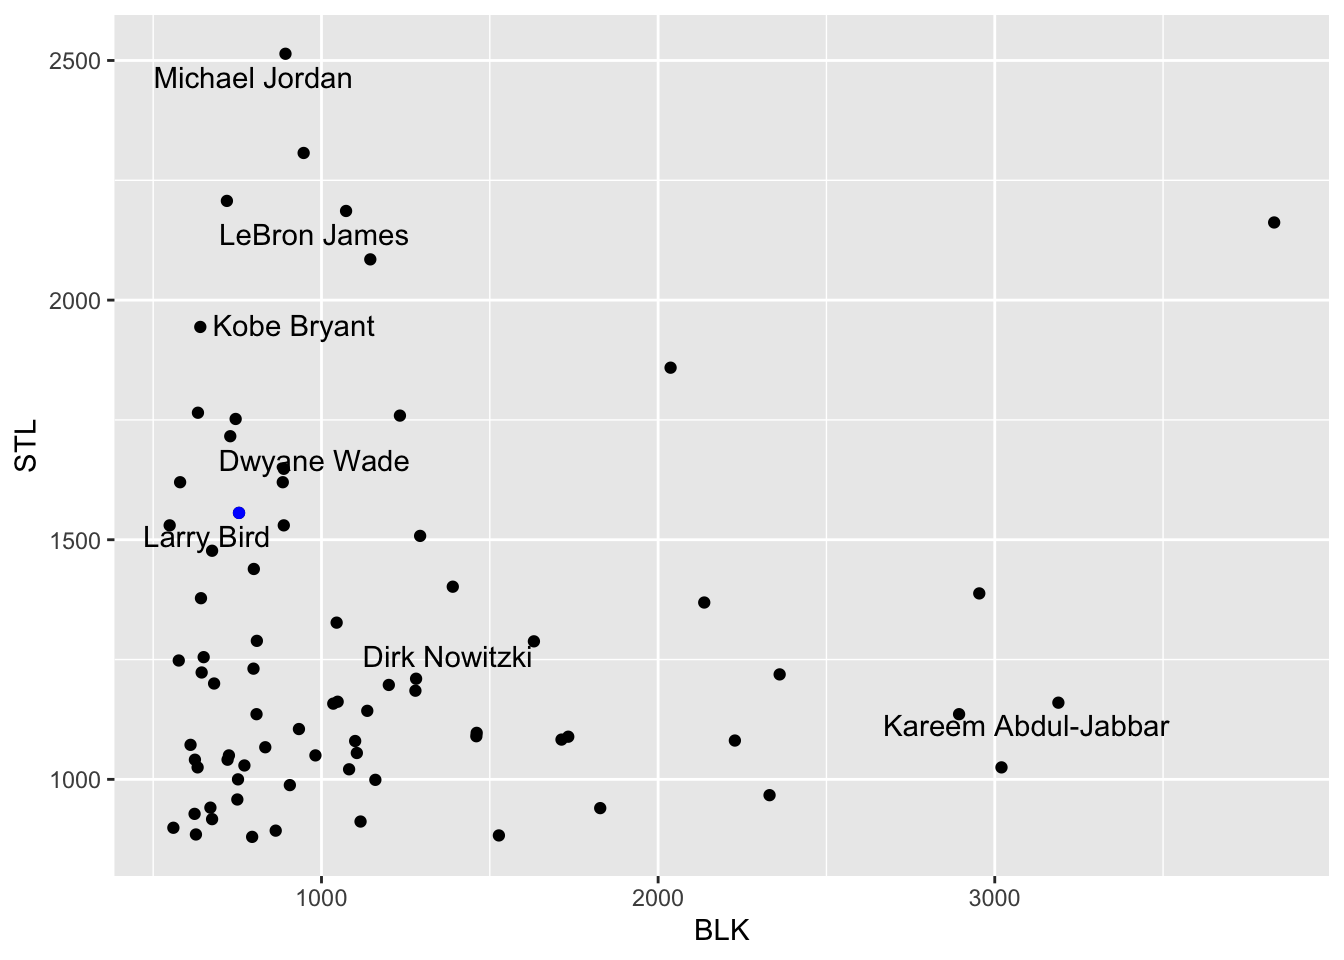 2500
Michael Jordan
LeBron James
2000
Kobe Bryant
STL
Dwyane Wade
1500
Larry Bird
Dirk Nowitzki
Kareem Abdul-Jabbar
1000
1000 2000 3000
BLK